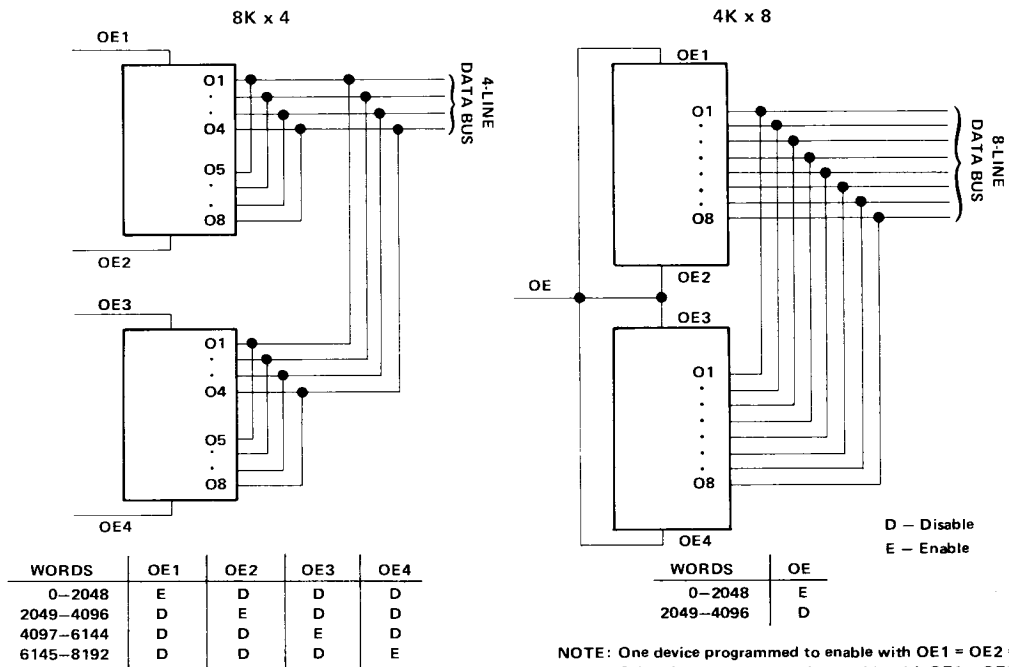 8K x 4
OE1
O1
O4
O5
O8
OE2
4-LINE
DATA BUS
OE3
O1
O4
O5
O8
OE4
WORDS OE1 OE2 OE3 OE4
0–2048 E D D D
2049–4096 D E D D
4097–6144 D D E D
6145–8192 D D D E
4K x 8
OE1
O1
O8
8-LINE
DATA BUS
OE2
OE
OE3
O1
O8
OE4
D – Disable
E – Enable
WORDS OE
0–2048 E
2049–4096 D
NOTE: One device programmed to enable with OE1 = OE2 =